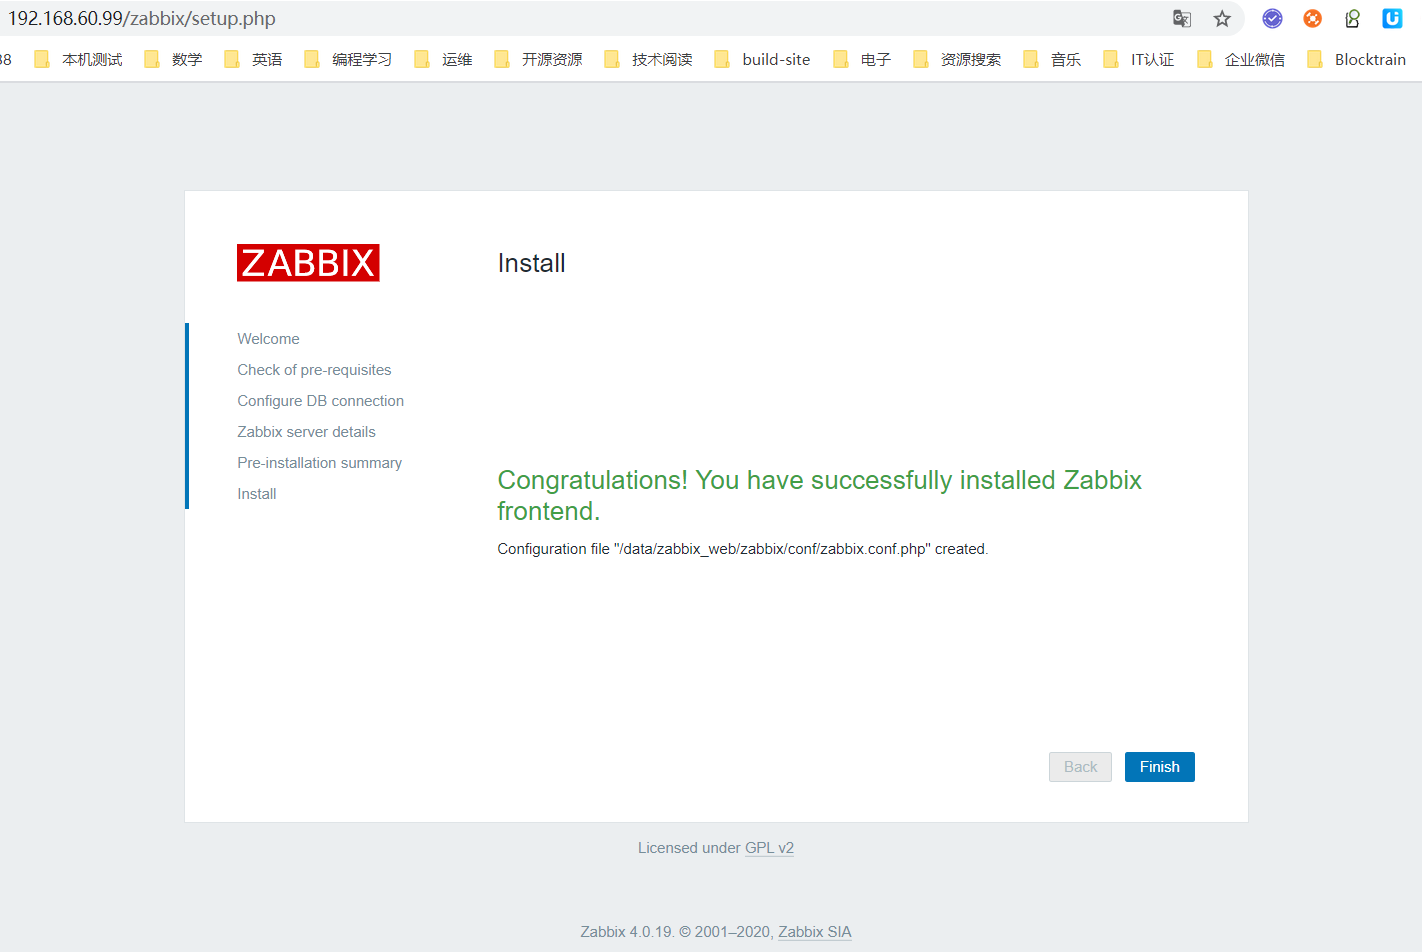 192.168.60.99/zabbix/setup.php
38 本机测试 数学 英语 编程学习 运维 开源资源 技术阅读 build-site 电子 资源搜索 音乐 IT认证 企业微信 Blocktrain
ZABBIX
Install
Welcome
Check of pre-requisites
Configure DB connection
Zabbix server details
Pre-installation summary
Install
Congratulations! You have successfully installed Zabbix
frontend.
Configuration file "/data/zabbix_web/zabbix/conf/zabbix.conf.php" created.
Back Finish
Licensed under GPL v2
Zabbix 4.0.19. © 2001–2020, Zabbix SIA